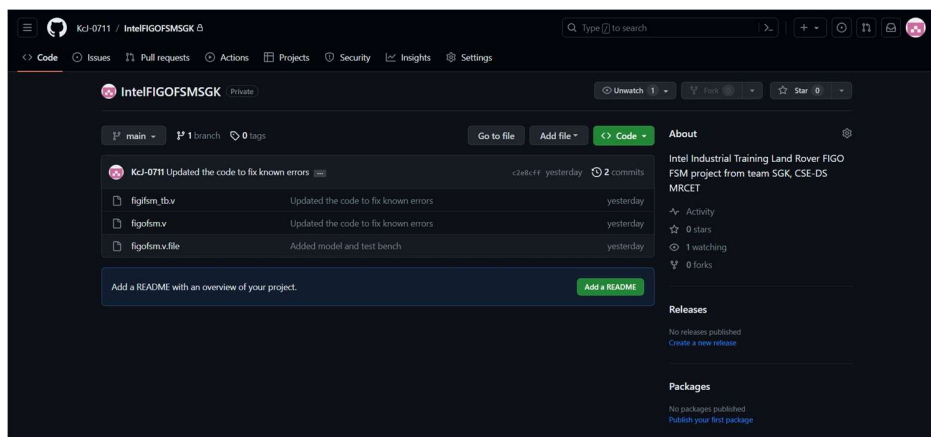 KcJ-0711 / IntelFIGOFSMSGK
Type / to search
Code Issues Pull requests Actions Projects Security Insights Settings
IntelFIGOFSMSGK Private
Unwatch 1 Fork 0 Star 0
main 1 branch 0 tags Go to file Add file Code
KcJ-0711 Updated the code to fix known errors ... c2e8cff yesterday 2 commits
figifsm_tb.v Updated the code to fix known errors yesterday
figofsm.v Updated the code to fix known errors yesterday
figofsm.v.file Added model and test bench yesterday
Add a README with an overview of your project. Add a README
About
Intel Industrial Training Land Rover FIGO
FSM project from team SGK, CSE-DS
MRCET
Activity
0 stars
1 watching
0 forks
Releases
No releases published
Create a new release
Packages
No packages published
Publish your first package